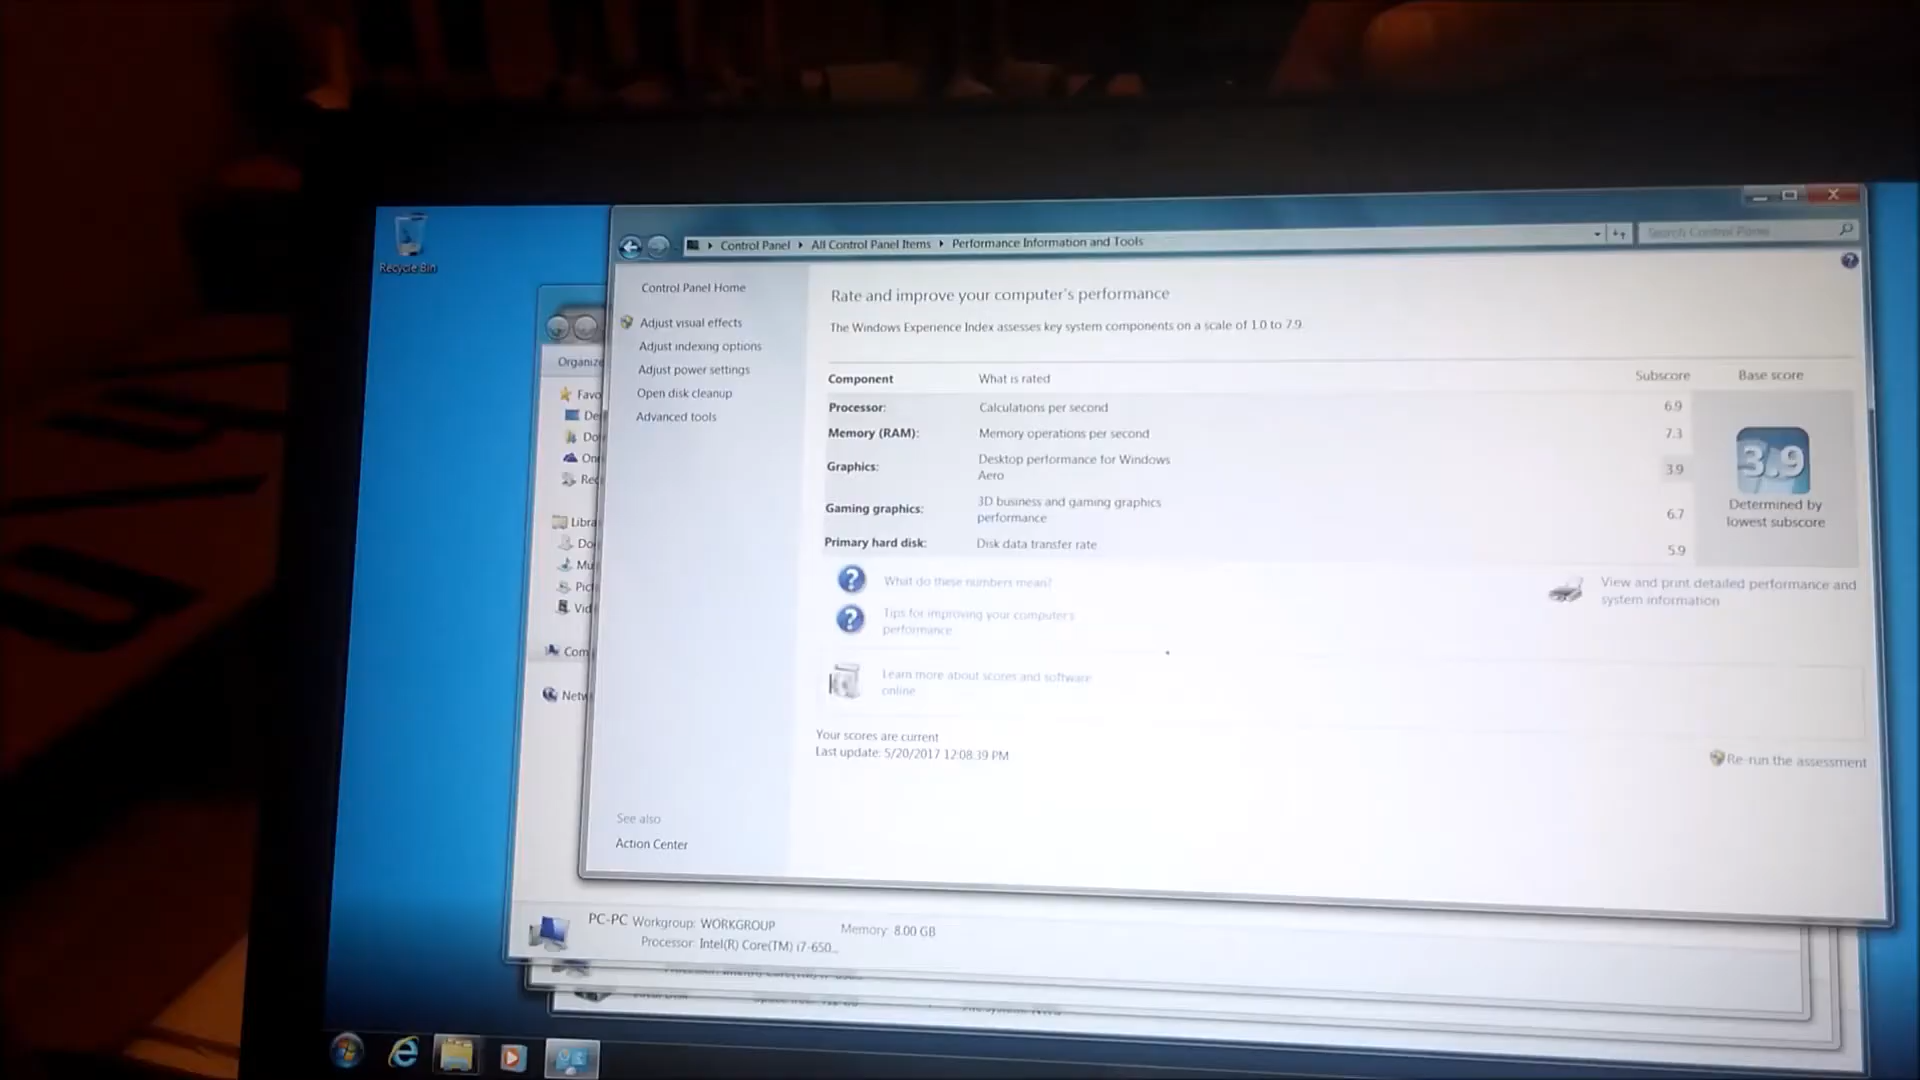 Recycle Bin
Control Panel All Control Panel Items Performance Information and Tools
Search Control Panel
Control Panel Home
Adjust visual effects
Adjust indexing options
Adjust power settings
Open disk cleanup
Advanced tools
See also
Action Center
Rate and improve your computer's performance
The Windows Experience Index assesses key system components on a scale of 1.0 to 7.9.
Component What is rated Subscore Base score
Processor: Calculations per second 6.9
Memory (RAM): Memory operations per second 7.3
Graphics: Desktop performance for Windows
Aero 3.9
Gaming graphics: 3D business and gaming graphics
performance 6.7
Primary hard disk: Disk data transfer rate 5.9
3.9
Determined by
lowest subscore
What do these numbers mean?
Tips for improving your computer's
performance.
View and print detailed performance and
system information
Learn more about scores and software
online
Your scores are current
Last update: 5/20/2017 12:08:39 PM
Re-run the assessment
Organize
Favo
De
Do
On
Rec
Libra
Do
Mu
Pict
Vid
Com
Netw
PC-PC Workgroup: WORKGROUP Memory: 8.00 GB
Processor: Intel(R) Core(TM) i7-650...